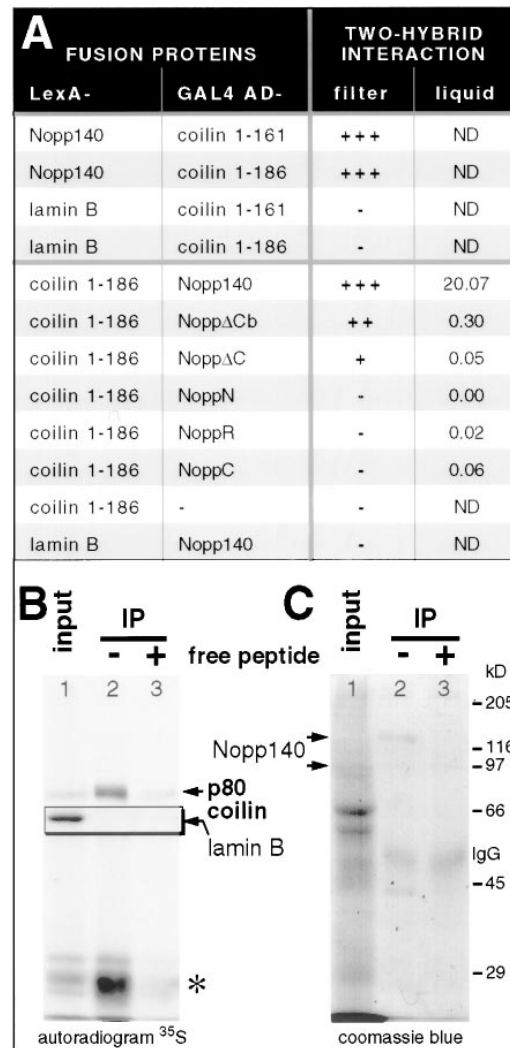 A
FUSION PROTEINS
TWO-HYBRID INTERACTION
LexA- GAL4 AD- filter liquid
Nopp140 coilin 1-161 +++ ND
Nopp140 coilin 1-186 +++ ND
lamin B coilin 1-161 - ND
lamin B coilin 1-186 - ND
coilin 1-186 Nopp140 +++ 20.07
coilin 1-186 NoppΔCb ++ 0.30
coilin 1-186 NoppΔC + 0.05
coilin 1-186 NoppN - 0.00
coilin 1-186 NoppR - 0.02
coilin 1-186 NoppC - 0.06
coilin 1-186 - - ND
lamin B Nopp140 - ND
B
input
IP
- + free peptide
1 2 3
p80
coilin
lamin B
*
autoradiogram ³⁵S
C
input
IP
- +
kD
1 2 3
205
Nopp140
116
97
66
IgG
45
29
coomassie blue